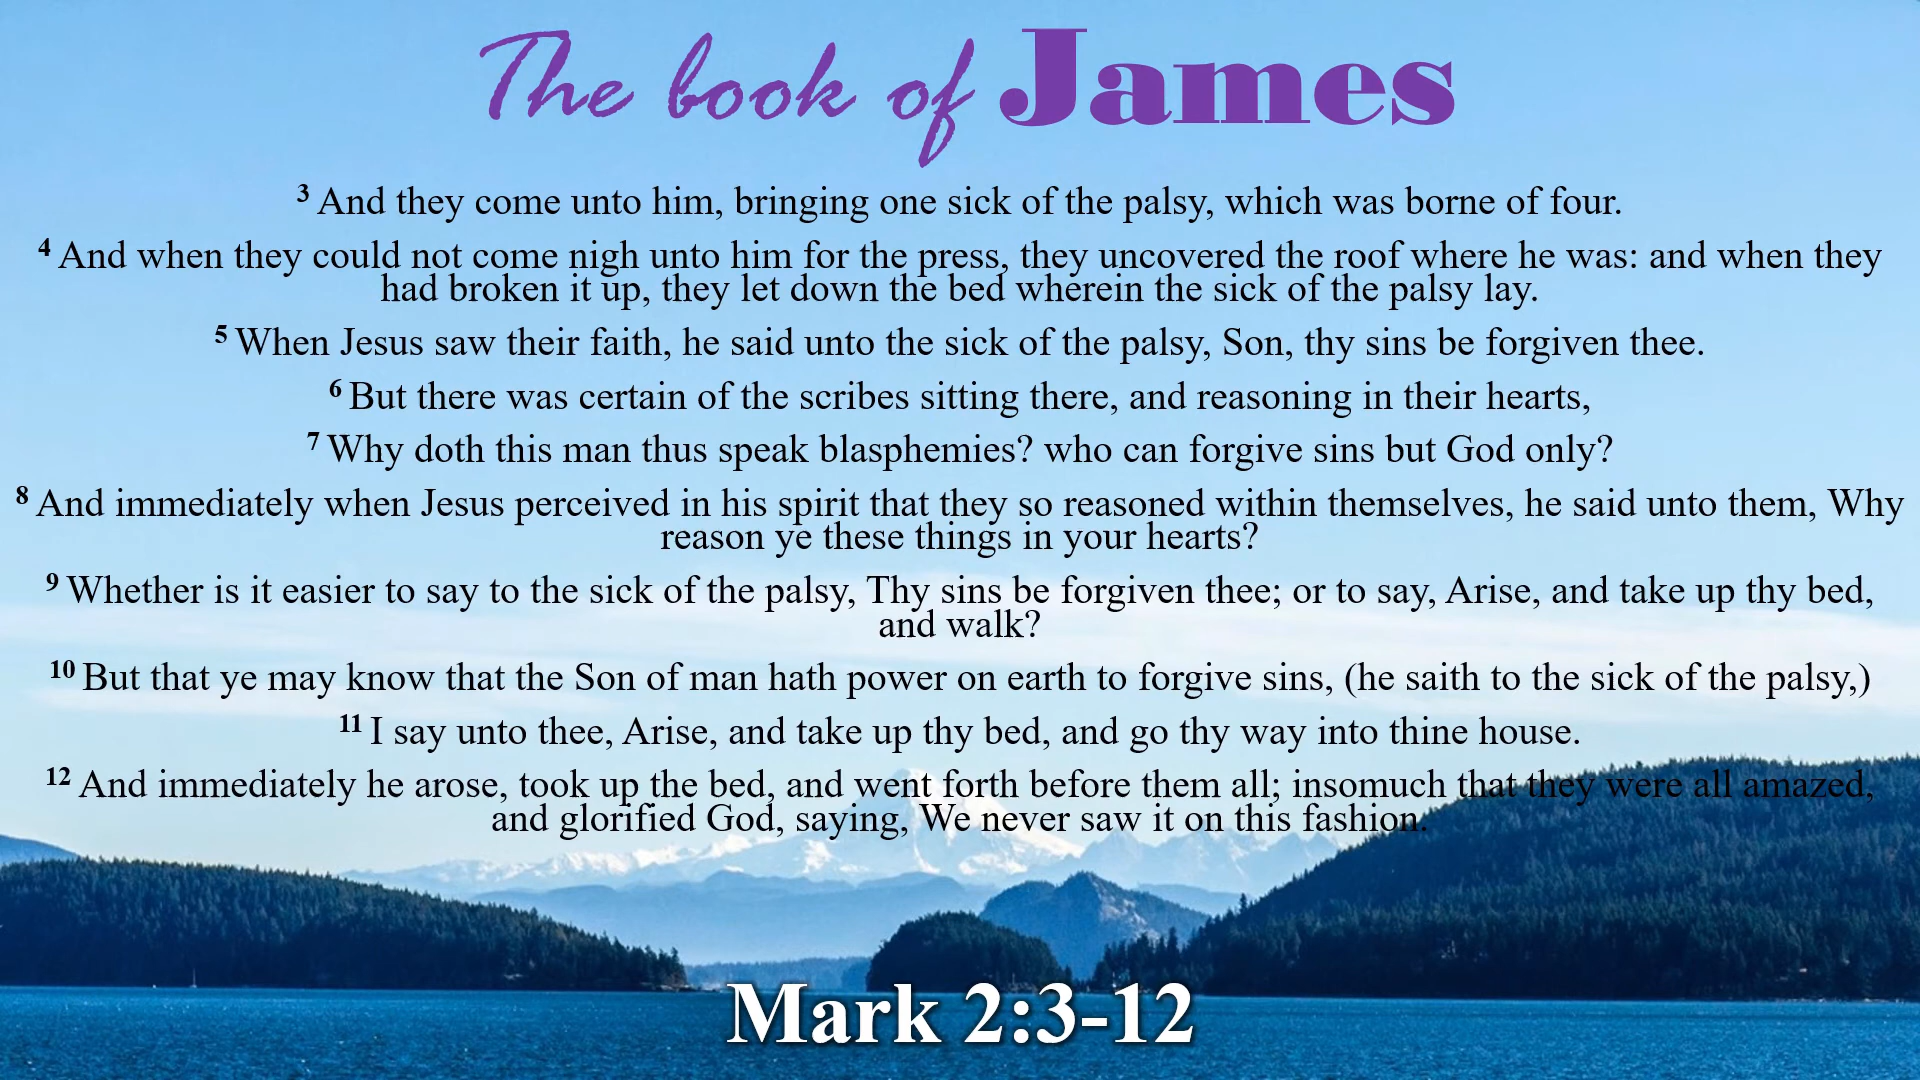 The book of James
3 And they come unto him, bringing one sick of the palsy, which was borne of four.
4 And when they could not come nigh unto him for the press, they uncovered the roof where he was: and when they
had broken it up, they let down the bed wherein the sick of the palsy lay.
5 When Jesus saw their faith, he said unto the sick of the palsy, Son, thy sins be forgiven thee.
6 But there was certain of the scribes sitting there, and reasoning in their hearts,
7 Why doth this man thus speak blasphemies? who can forgive sins but God only?
8 And immediately when Jesus perceived in his spirit that they so reasoned within themselves, he said unto them, Why
reason ye these things in your hearts?
9 Whether is it easier to say to the sick of the palsy, Thy sins be forgiven thee; or to say, Arise, and take up thy bed,
and walk?
10 But that ye may know that the Son of man hath power on earth to forgive sins, (he saith to the sick of the palsy,)
11 I say unto thee, Arise, and take up thy bed, and go thy way into thine house.
12 And immediately he arose, took up the bed, and went forth before them all; insomuch that they were all amazed,
and glorified God, saying, We never saw it on this fashion.
Mark 2:3-12